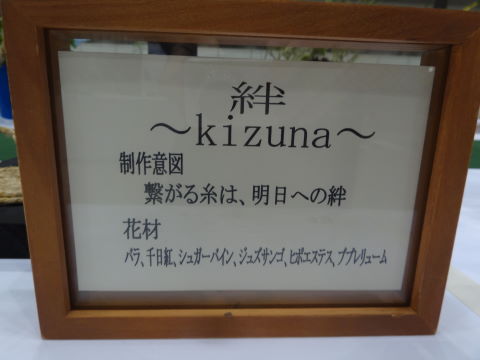 絆
～kizuna～
制作意図
繋がる糸は、明日への絆
花材
バラ、千日紅、シュガーバイン、ジュズサンゴ、ヒポエステス、ブプレリューム